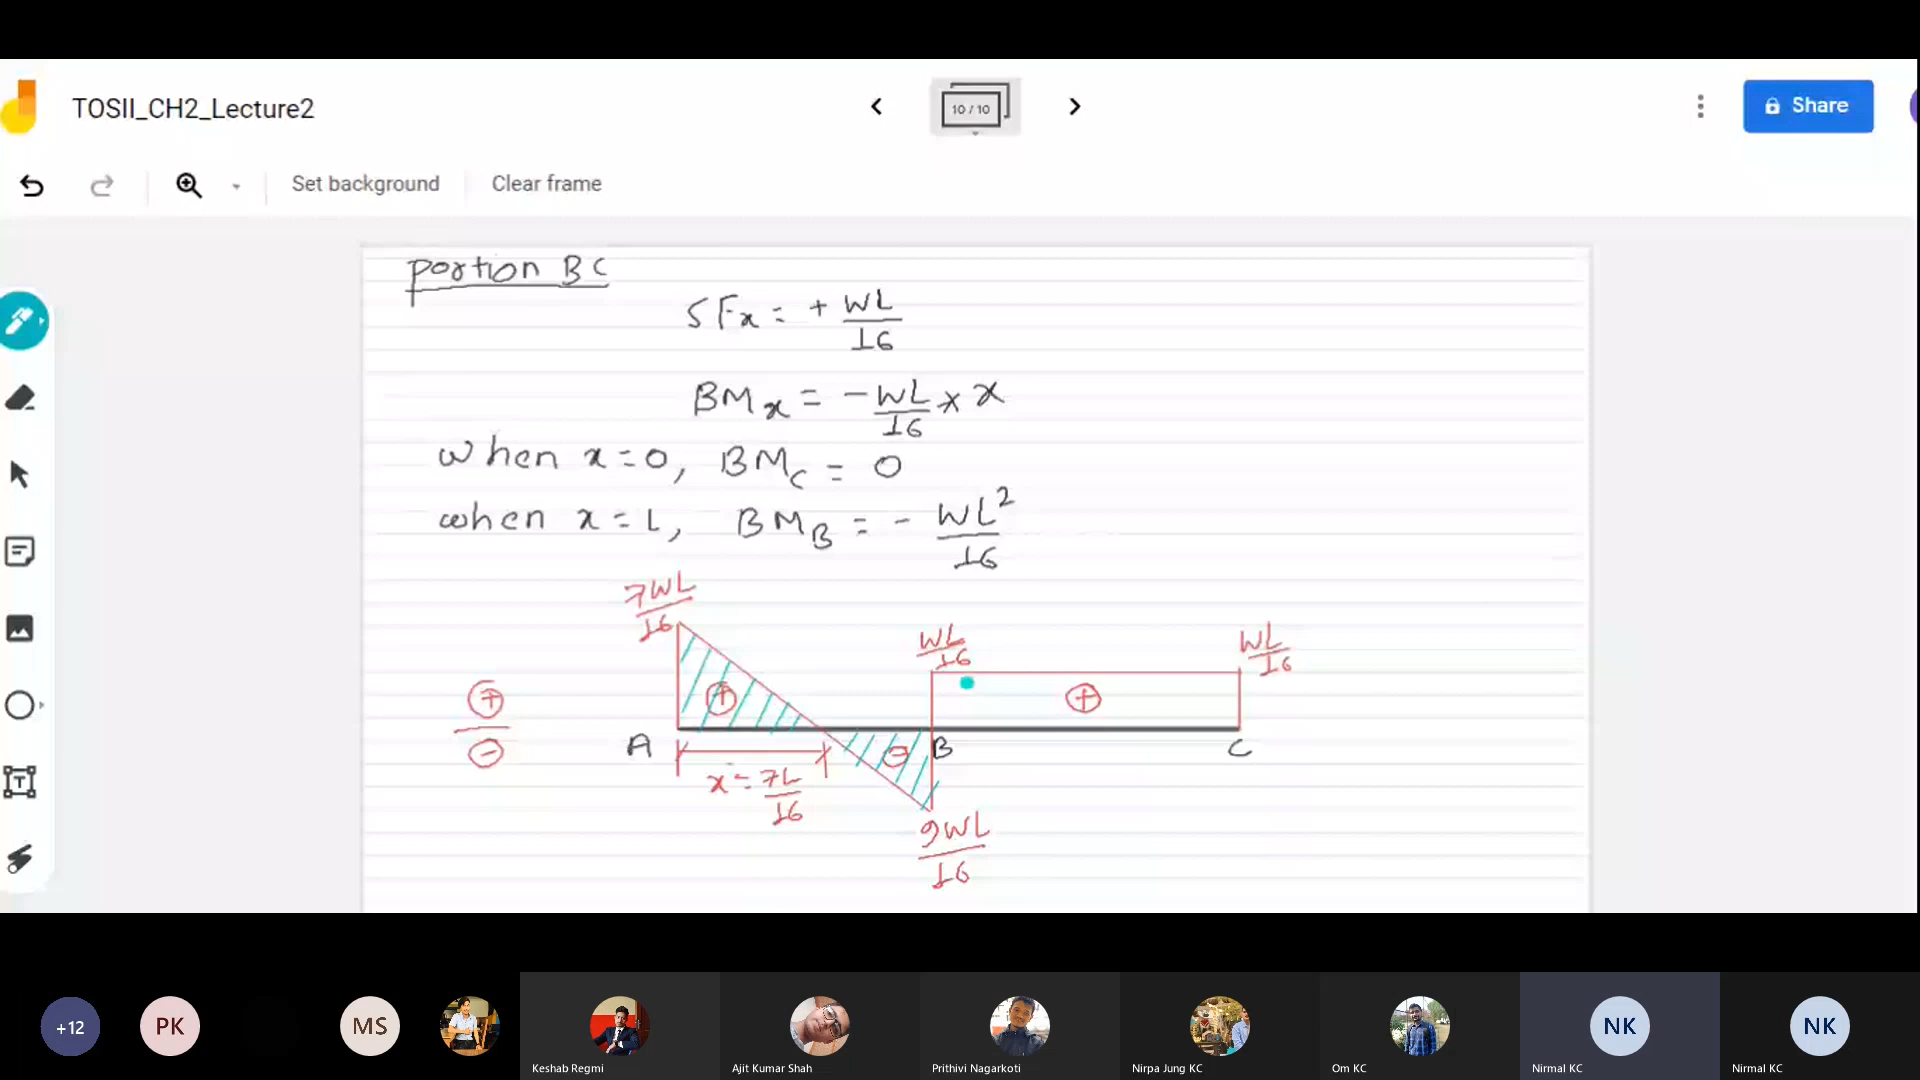 TOSII_CH2_Lecture2
10 / 10
Share
Set background
Clear frame
portion BC
SFx = + WL/16
BMx = - WL/16 × x
when x=0, BMC = 0
when x=L, BMB = - WL²/16
7WL/16
WL/16
WL/16
+
+
+
-
-
A
B
C
x = 7L/16
9WL/16
T
+12
PK
MS
NK
NK
Keshab Regmi
Ajit Kumar Shah
Prithivi Nagarkoti
Nirpa Jung KC
Om KC
Nirmal KC
Nirmal KC